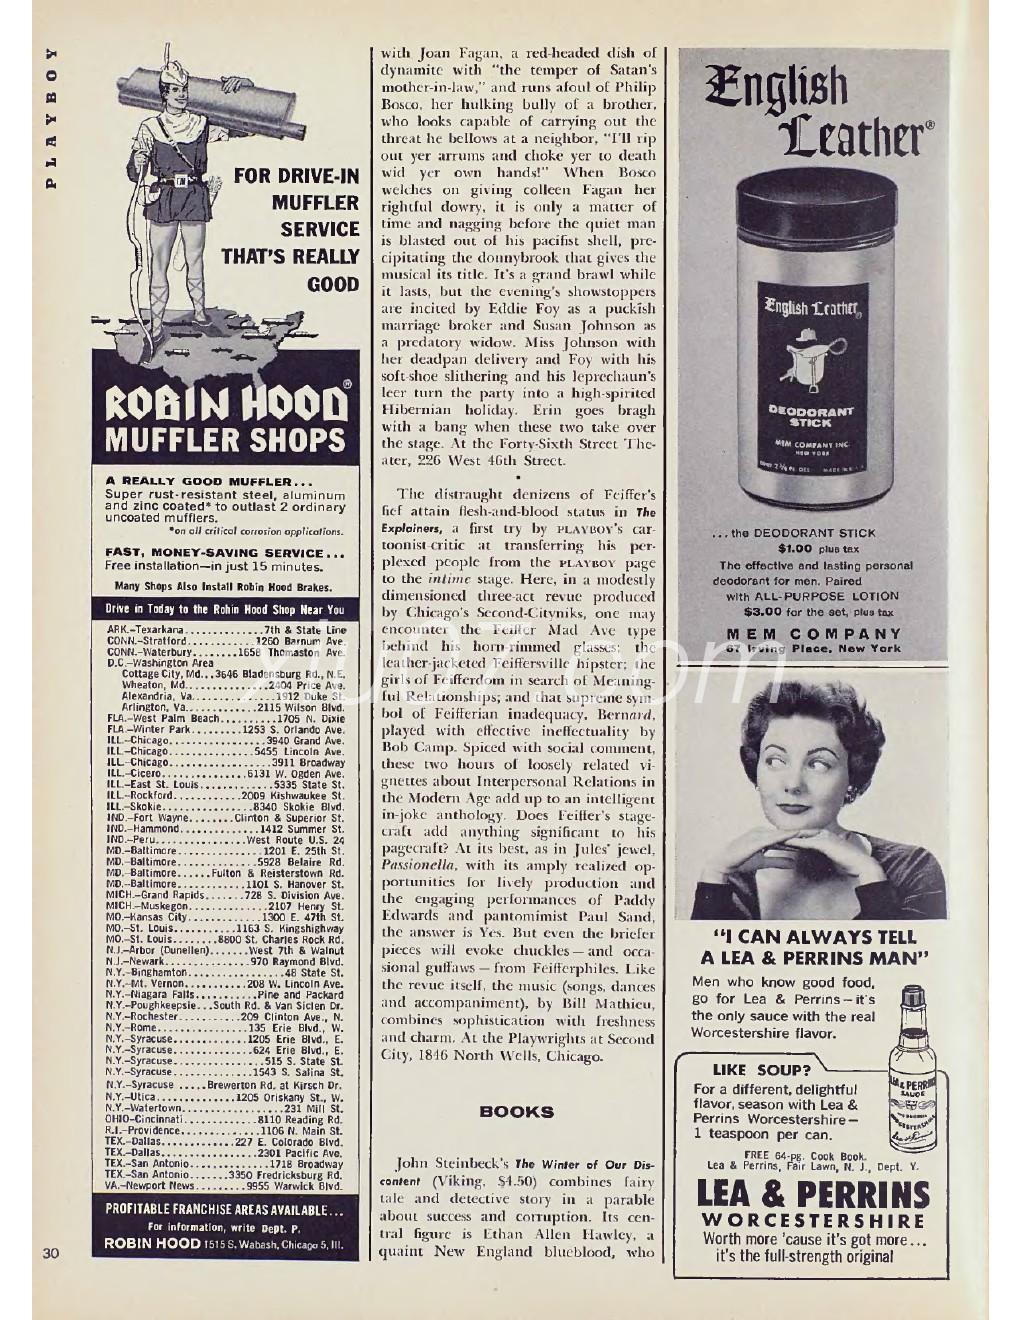 PLAYBOY
FOR DRIVE-IN
MUFFLER
SERVICE
THAT'S REALLY
GOOD
ROBIN HOOD®
MUFFLER SHOPS
A REALLY GOOD MUFFLER...
Super rust-resistant steel, aluminum
and zinc coated* to outlast 2 ordinary
uncoated mufflers.
*on all critical corrosion applications.
FAST, MONEY-SAVING SERVICE...
Free installation—in just 15 minutes.
Many Shops Also Install Robin Hood Brakes.
Drive in Today to the Robin Hood Shop Near You
ARK.–Texarkana..............7th & State Line
CONN.–Stratford............1260 Barnum Ave.
CONN.–Waterbury........1658 Thomaston Ave.
D.C.–Washington Area
Cottage City, Md...3646 Bladensburg Rd., N.E.
Wheaton, Md...............2404 Price Ave.
Alexandria, Va...............1912 Duke St.
Arlington, Va............2115 Wilson Blvd.
FLA.–West Palm Beach..........1705 N. Dixie
FLA.–Winter Park.........1253 S. Orlando Ave.
ILL.–Chicago.................3940 Grand Ave.
ILL.–Chicago...............5455 Lincoln Ave.
ILL.–Chicago..................3911 Broadway
ILL.–Cicero..............6131 W. Ogden Ave.
ILL.–East St. Louis.............5335 State St.
ILL.–Rockford............2009 Kishwaukee St.
ILL.–Skokie................8340 Skokie Blvd.
IND.–Fort Wayne........Clinton & Superior St.
IND.–Hammond..............1412 Summer St.
IND.–Peru................West Route U.S. 24
MD.–Baltimore...............1201 E. 25th St.
MD.–Baltimore..............5928 Belaire Rd.
MD.–Baltimore......Fulton & Reisterstown Rd.
MD.–Baltimore............1101 S. Hanover St.
MICH.–Grand Rapids.......728 S. Division Ave.
MICH.–Muskegon..............2107 Henry St.
MO.–Kansas City.............1300 E. 47th St.
MO.–St. Louis..........1163 S. Kingshighway
MO.–St. Louis........8800 St. Charles Rock Rd.
N.J.–Arbor (Dunellen).......West 7th & Walnut
N.J.–Newark...............970 Raymond Blvd.
N.Y.–Binghamton.................48 State St.
N.Y.–Mt. Vernon..........208 W. Lincoln Ave.
N.Y.–Niagara Falls...........Pine and Packard
N.Y.–Poughkeepsie...South Rd. & Van Siclen Dr.
N.Y.–Rochester...........209 Clinton Ave., N.
N.Y.–Rome................135 Erie Blvd., W.
N.Y.–Syracuse.............1205 Erie Blvd., E.
N.Y.–Syracuse..............624 Erie Blvd., E.
N.Y.–Syracuse................515 S. State St.
N.Y.–Syracuse..............1543 S. Salina St.
N.Y.–Syracuse .....Brewerton Rd. at Kirsch Dr.
N.Y.–Utica..............1205 Oriskany St., W.
N.Y.–Watertown..................231 Mill St.
OHIO–Cincinnati.............8110 Reading Rd.
R.I.–Providence..............1106 N. Main St.
TEX.–Dallas.............227 E. Colorado Blvd.
TEX.–Dallas.................2301 Pacific Ave.
TEX.–San Antonio..............1718 Broadway
TEX.–San Antonio.......3350 Fredricksburg Rd.
VA.–Newport News.........9955 Warwick Blvd.
PROFITABLE FRANCHISE AREAS AVAILABLE...
For information, write Dept. P.
ROBIN HOOD 1515 S. Wabash, Chicago 5, Ill.
30
with Joan Fagan, a red-headed dish of
dynamite with "the temper of Satan's
mother-in-law," and runs afoul of Philip
Bosco, her hulking bully of a brother,
who looks capable of carrying out the
threat he bellows at a neighbor, "I'll rip
out yer arrums and choke yer to death
wid yer own hands!" When Bosco
welches on giving colleen Fagan her
rightful dowry, it is only a matter of
time and nagging before the quiet man
is blasted out of his pacifist shell, pre-
cipitating the donnybrook that gives the
musical its title. It's a grand brawl while
it lasts, but the evening's showstoppers
are incited by Eddie Foy as a puckish
marriage broker and Susan Johnson as
a predatory widow. Miss Johnson with
her deadpan delivery and Foy with his
soft-shoe slithering and his leprechaun's
leer turn the party into a high-spirited
Hibernian holiday. Erin goes bragh
with a bang when these two take over
the stage. At the Forty-Sixth Street The-
ater, 226 West 46th Street.
•
The distraught denizens of Feiffer's
fief attain flesh-and-blood status in The
Explainers, a first try by PLAYBOY's car-
toonist-critic at transferring his per-
plexed people from the PLAYBOY page
to the intime stage. Here, in a modestly
dimensioned three-act revue produced
by Chicago's Second-Cityniks, one may
encounter the Feiffer Mad Ave type
behind his horn-rimmed glasses; the
leather-jacketed Feiffersville hipster; the
girls of Feifferdom in search of Meaning-
ful Relationships; and that supreme sym-
bol of Feifferian inadequacy, Bernard,
played with effective ineffectuality by
Bob Camp. Spiced with social comment,
these two hours of loosely related vi-
gnettes about Interpersonal Relations in
the Modern Age add up to an intelligent
in-joke anthology. Does Feiffer's stage-
craft add anything significant to his
pagecraft? At its best, as in Jules' jewel,
Passionella, with its amply realized op-
portunities for lively production and
the engaging performances of Paddy
Edwards and pantomimist Paul Sand,
the answer is Yes. But even the briefer
pieces will evoke chuckles — and occa-
sional guffaws — from Feifferphiles. Like
the revue itself, the music (songs, dances
and accompaniment), by Bill Mathieu,
combines sophistication with freshness
and charm. At the Playwrights at Second
City, 1846 North Wells, Chicago.
BOOKS
John Steinbeck's The Winter of Our Dis-
content (Viking, $4.50) combines fairy
tale and detective story in a parable
about success and corruption. Its cen-
tral figure is Ethan Allen Hawley, a
quaint New England blueblood, who
English
Leather®
English Leather®
DEODORANT
STICK
MEM COMPANY INC.
NEW YORK
...the DEODORANT STICK
$1.00 plus tax
The effective and lasting personal
deodorant for men. Paired
with ALL-PURPOSE LOTION
$3.00 for the set, plus tax
MEM COMPANY
67 Irving Place, New York
"I CAN ALWAYS TELL
A LEA & PERRINS MAN"
Men who know good food,
go for Lea & Perrins—it's
the only sauce with the real
Worcestershire flavor.
LIKE SOUP?
For a different, delightful
flavor, season with Lea &
Perrins Worcestershire—
1 teaspoon per can.
LEA & PERRINS
SAUCE
WORCESTERSHIRE
FREE 64-pg. Cook Book.
Lea & Perrins, Fair Lawn, N. J., Dept. Y.
LEA & PERRINS
WORCESTERSHIRE
Worth more 'cause it's got more...
it's the full-strength original